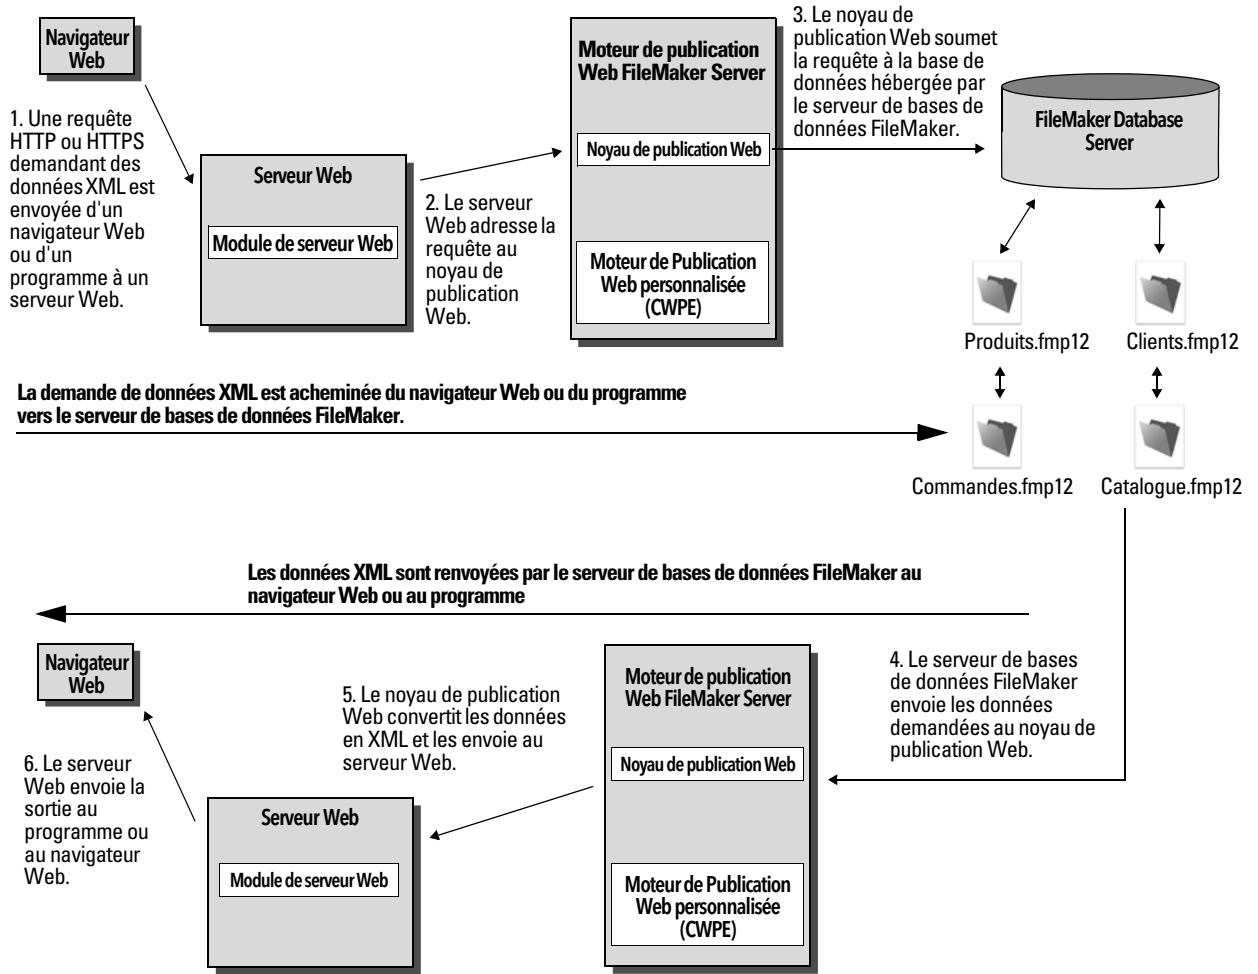 Navigateur
Web
1. Une requête
HTTP ou HTTPS
demandant des
données XML est
envoyée d'un
navigateur Web
ou d'un
programme à un
serveur Web.
Serveur Web
Module de serveur Web
2. Le serveur
Web adresse la
requête au
noyau de
publication
Web.
Moteur de publication
Web FileMaker Server
Noyau de publication Web
Moteur de Publication
Web personnalisée
(CWPE)
3. Le noyau de
publication Web soumet
la requête à la base de
données hébergée par
le serveur de bases de
données FileMaker.
FileMaker Database
Server
Produits.fmp12
Clients.fmp12
Commandes.fmp12
Catalogue.fmp12
La demande de données XML est acheminée du navigateur Web ou du programme
vers le serveur de bases de données FileMaker.
Les données XML sont renvoyées par le serveur de bases de données FileMaker au
navigateur Web ou au programme
4. Le serveur de bases
de données FileMaker
envoie les données
demandées au noyau de
publication Web.
Moteur de publication
Web FileMaker Server
Noyau de publication Web
Moteur de Publication
Web personnalisée
(CWPE)
5. Le noyau de publication
Web convertit les données
en XML et les envoie au
serveur Web.
Serveur Web
Module de serveur Web
6. Le serveur
Web envoie la
sortie au
programme ou
au navigateur
Web.
Navigateur
Web